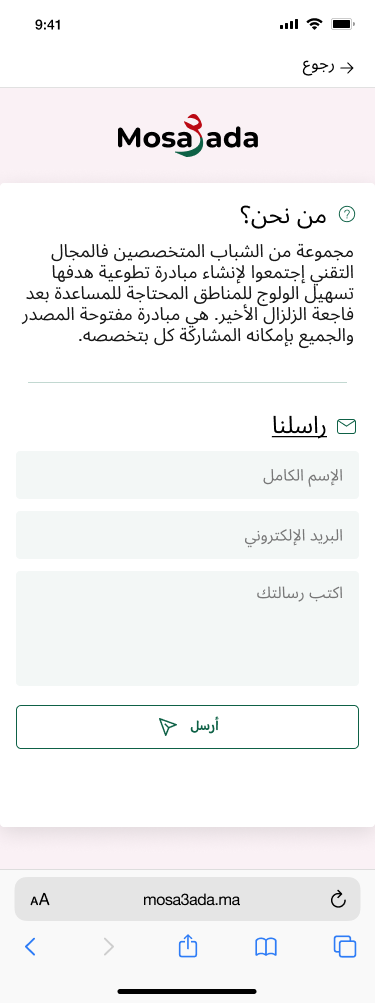 9:41
رجوع
Mosa3ada
من نحن؟
مجموعة من الشباب المتخصصين فالمجال
التقني إجتمعوا لإنشاء مبادرة تطوعية هدفها
تسهيل الولوج للمناطق المحتاجة للمساعدة بعد
فاجعة الزلزال الأخير. هي مبادرة مفتوحة المصدر
والجميع بإمكانه المشاركة كل بتخصصه.
راسلنا
الإسم الكامل
البريد الإلكتروني
اكتب رسالتك
أرسل
AA mosa3ada.ma